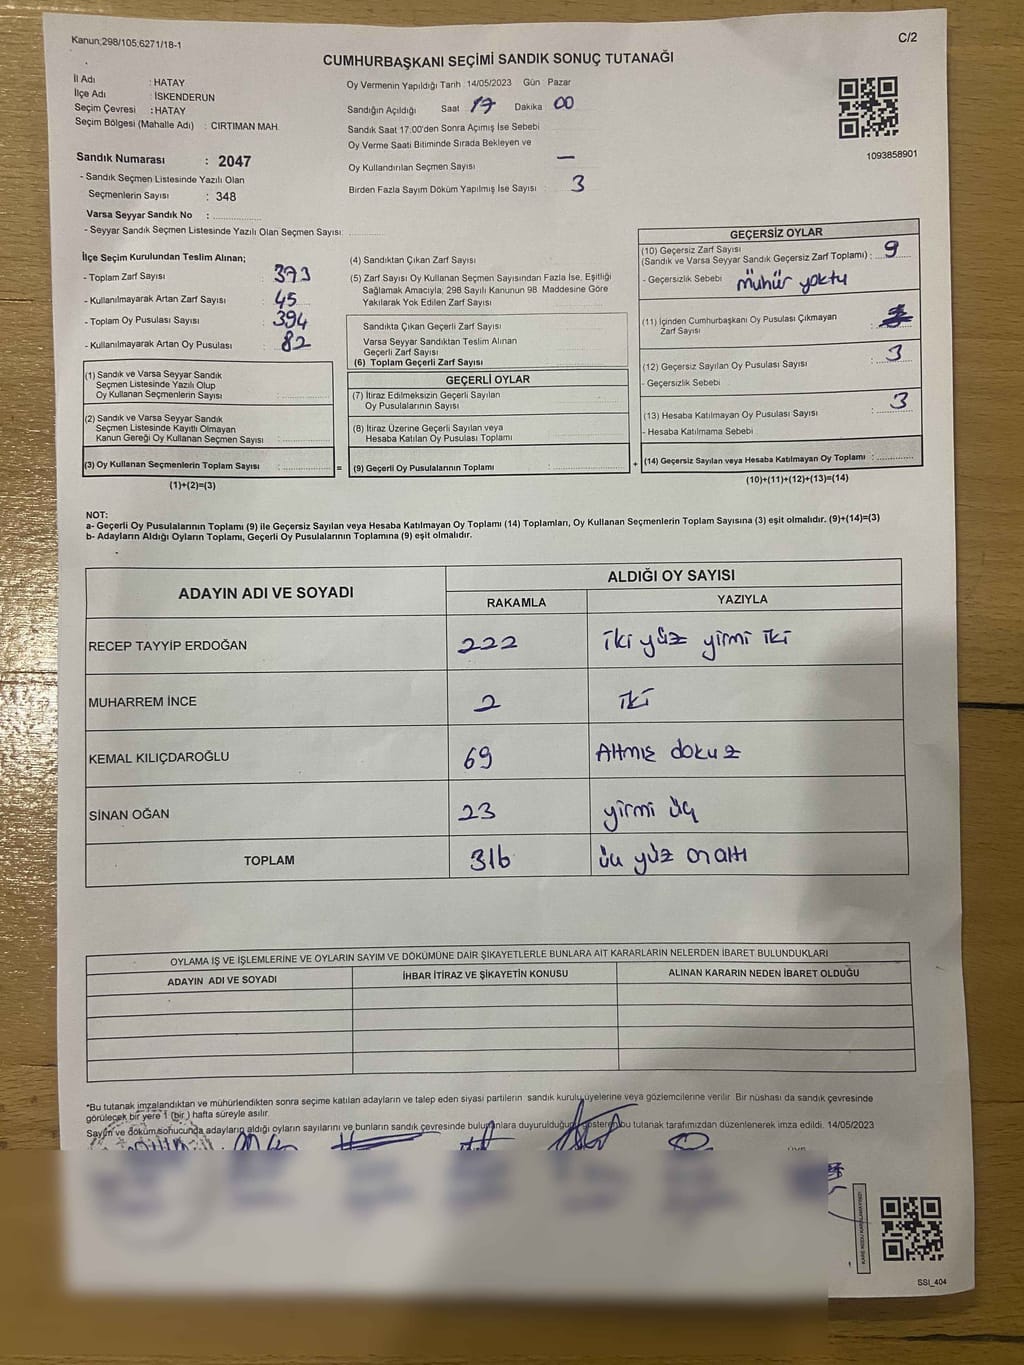 Kanun;298/105;6271/18-1
C/2
CUMHURBAŞKANI SEÇİMİ SANDIK SONUÇ TUTANAĞI
İl Adı : HATAY
İlçe Adı : İSKENDERUN
Seçim Çevresi : HATAY
Seçim Bölgesi (Mahalle Adı) : CIRTIMAN MAH.
Sandık Numarası : 2047
- Sandık Seçmen Listesinde Yazılı Olan
Seçmenlerin Sayısı : 348
Varsa Seyyar Sandık No :
- Seyyar Sandık Seçmen Listesinde Yazılı Olan Seçmen Sayısı:
Oy Vermenin Yapıldığı Tarih : 14/05/2023 Gün Pazar
Sandığın Açıldığı Saat 17 Dakika 00
Sandık Saat 17:00'den Sonra Açımış İse Sebebi
Oy Verme Saati Bitiminde Sırada Bekleyen ve
Oy Kullandırılan Seçmen Sayısı —
Birden Fazla Sayım Döküm Yapılmış İse Sayısı : 3
1093858901
İlçe Seçim Kurulundan Teslim Alınan;
- Toplam Zarf Sayısı : 393
- Kullanılmayarak Artan Zarf Sayısı : 45
- Toplam Oy Pusulası Sayısı : 394
- Kullanılmayarak Artan Oy Pusulası : 82
(1) Sandık ve Varsa Seyyar Sandık
Seçmen Listesinde Yazılı Olup
Oy Kullanan Seçmenlerin Sayısı :
(2) Sandık ve Varsa Seyyar Sandık
Seçmen Listesinde Kayıtlı Olmayan
Kanun Gereği Oy Kullanan Seçmen Sayısı :
(3) Oy Kullanan Seçmenlerin Toplam Sayısı : =
(1)+(2)=(3)
(4) Sandıktan Çıkan Zarf Sayısı
(5) Zarf Sayısı Oy Kullanan Seçmen Sayısından Fazla İse, Eşitliği
Sağlamak Amacıyla; 298 Sayılı Kanunun 98. Maddesine Göre
Yakılarak Yok Edilen Zarf Sayısı
Sandıkta Çıkan Geçerli Zarf Sayısı
Varsa Seyyar Sandıktan Teslim Alınan
Geçerli Zarf Sayısı
(6) Toplam Geçerli Zarf Sayısı
GEÇERLİ OYLAR
(7) İtiraz Edilmeksizin Geçerli Sayılan
Oy Pusulalarının Sayısı
(8) İtiraz Üzerine Geçerli Sayılan veya
Hesaba Katılan Oy Pusulası Toplamı
(9) Geçerli Oy Pusulalarının Toplamı : +
GEÇERSİZ OYLAR
(10) Geçersiz Zarf Sayısı
(Sandık ve Varsa Seyyar Sandık Geçersiz Zarf Toplamı) : 9
- Geçersizlik Sebebi mühür yoktu
(11) İçinden Cumhurbaşkanı Oy Pusulası Çıkmayan
Zarf Sayısı :
(12) Geçersiz Sayılan Oy Pusulası Sayısı : 3
- Geçersizlik Sebebi
(13) Hesaba Katılmayan Oy Pusulası Sayısı : 3
- Hesaba Katılmama Sebebi
(14) Geçersiz Sayılan veya Hesaba Katılmayan Oy Toplamı :
(10)+(11)+(12)+(13)=(14)
NOT:
a- Geçerli Oy Pusulalarının Toplamı (9) ile Geçersiz Sayılan veya Hesaba Katılmayan Oy Toplamı (14) Toplamları, Oy Kullanan Seçmenlerin Toplam Sayısına (3) eşit olmalıdır. (9)+(14)=(3)
b- Adayların Aldığı Oyların Toplamı, Geçerli Oy Pusulalarının Toplamına (9) eşit olmalıdır.
ADAYIN ADI VE SOYADI
ALDIĞI OY SAYISI
RAKAMLA YAZIYLA
RECEP TAYYİP ERDOĞAN 222 iki yüz yirmi iki
MUHARREM İNCE 2 iki
KEMAL KILIÇDAROĞLU 69 Altmış dokuz
SİNAN OĞAN 23 yirmi üç
TOPLAM 316 üç yüz on altı
OYLAMA İŞ VE İŞLEMLERİNE VE OYLARIN SAYIM VE DÖKÜMÜNE DAİR ŞİKAYETLERLE BUNLARA AİT KARARLARIN NELERDEN İBARET BULUNDUKLARI
ADAYIN ADI VE SOYADI İHBAR İTİRAZ VE ŞİKAYETİN KONUSU ALINAN KARARIN NEDEN İBARET OLDUĞU
*Bu tutanak imzalandıktan ve mühürlendikten sonra seçime katılan adayların ve talep eden siyasi partilerin sandık kurulu üyelerine veya gözlemcilerine verilir. Bir nüshası da sandık çevresinde
görülecek bir yere 1 (bir) hafta süreyle asılır.
Sayım ve döküm sonucunda adayların aldığı oyların sayılarını ve bunların sandık çevresinde bulunanlara duyurulduğunu gösteren bu tutanak tarafımızdan düzenlenerek imza edildi. 14/05/2023
SSI_404